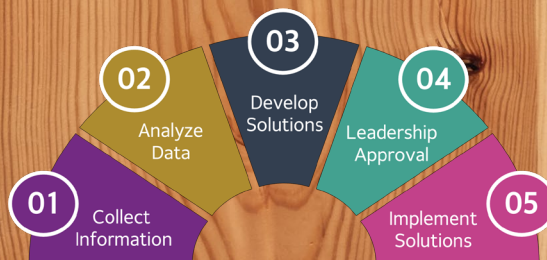 01
Collect
Information
02
Analyze
Data
03
Develop
Solutions
04
Leadership
Approval
05
Implement
Solutions